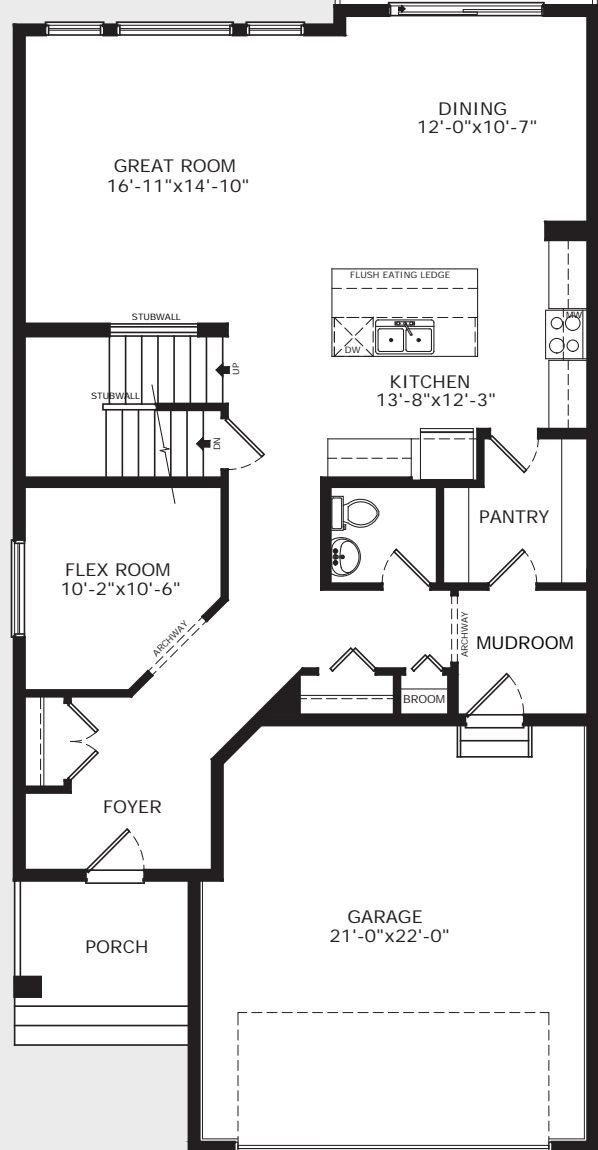 DINING
12'-0"x10'-7"
GREAT ROOM
16'-11"x14'-10"
FLUSH EATING LEDGE
STUBWALL
MW
DW
UP
KITCHEN
13'-8"x12'-3"
STUBWALL
DN
PANTRY
FLEX ROOM
10'-2"x10'-6"
ARCHWAY
ARCHWAY
MUDROOM
BROOM
FOYER
GARAGE
21'-0"x22'-0"
PORCH